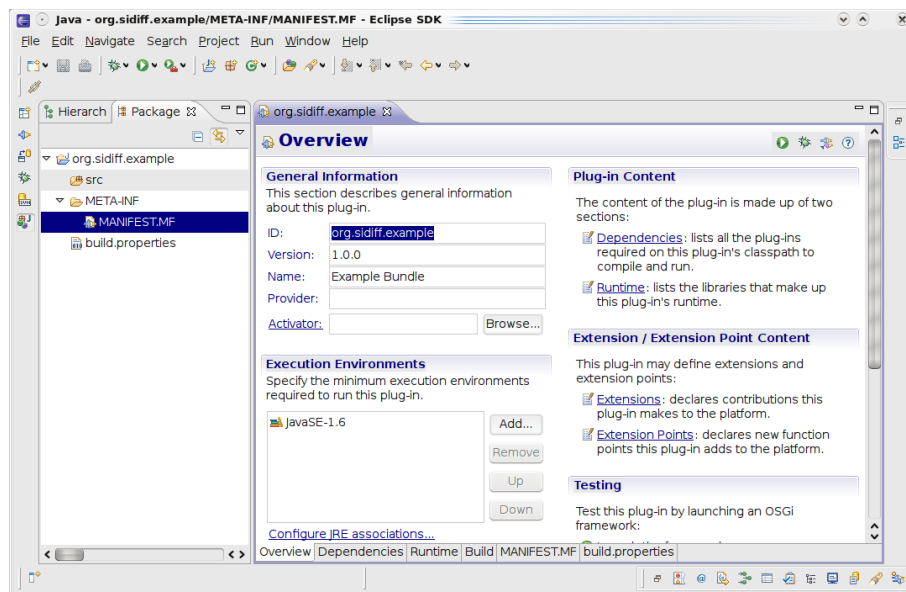 Java - org.sidiff.example/META-INF/MANIFEST.MF - Eclipse SDK
File Edit Navigate Search Project Run Window Help
Hierarch Package
org.sidiff.example
src
META-INF
MANIFEST.MF
build.properties
org.sidiff.example
Overview
General Information
This section describes general information
about this plug-in.
ID: org.sidiff.example
Version: 1.0.0
Name: Example Bundle
Provider:
Activator: Browse...
Execution Environments
Specify the minimum execution environments
required to run this plug-in.
JavaSE-1.6
Add...
Remove
Up
Down
Configure JRE associations...
Plug-in Content
The content of the plug-in is made up of two
sections:
Dependencies: lists all the plug-ins
required on this plug-in's classpath to
compile and run.
Runtime: lists the libraries that make up
this plug-in's runtime.
Extension / Extension Point Content
This plug-in may define extensions and
extension points:
Extensions: declares contributions this
plug-in makes to the platform.
Extension Points: declares new function
points this plug-in adds to the platform.
Testing
Test this plug-in by launching an OSGi
framework:
Overview Dependencies Runtime Build MANIFEST.MF build.properties